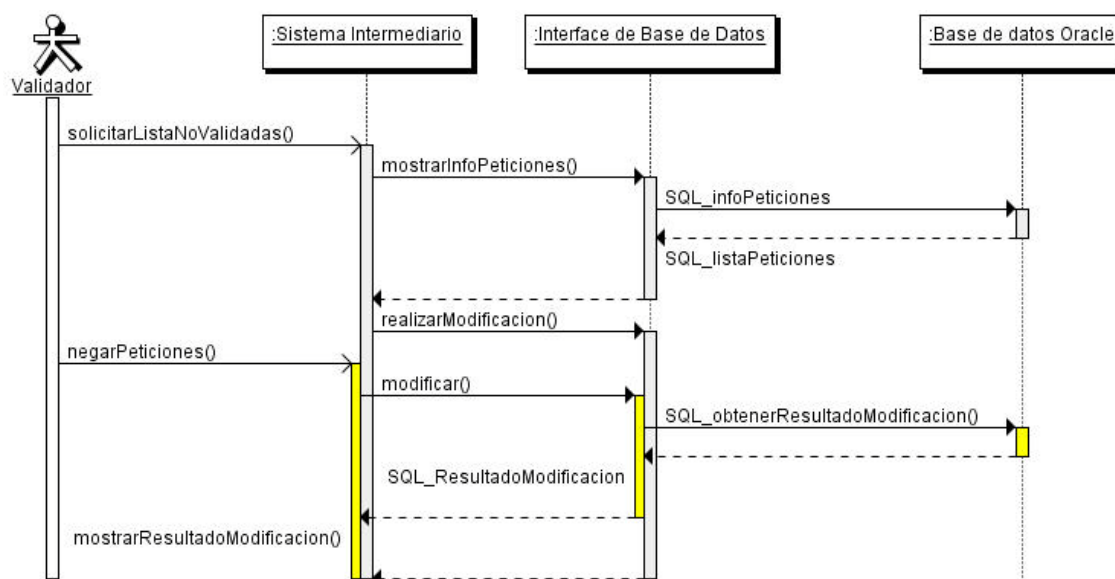 :Sistema Intermediario
:Interface de Base de Datos
:Base de datos Oracle
Validador
solicitarListaNoValidadas()
mostrarInfoPeticiones()
SQL_infoPeticiones
SQL_listaPeticiones
realizarModificacion()
negarPeticiones()
modificar()
SQL_obtenerResultadoModificacion()
SQL_ResultadoModificacion
mostrarResultadoModificacion()